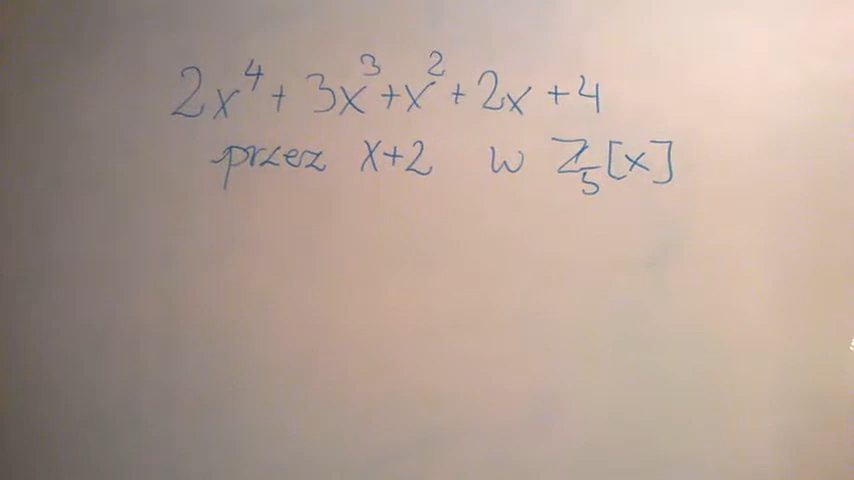 2x⁴ + 3x³ + x² + 2x + 4
przez x+2 w ℤ₅[x]